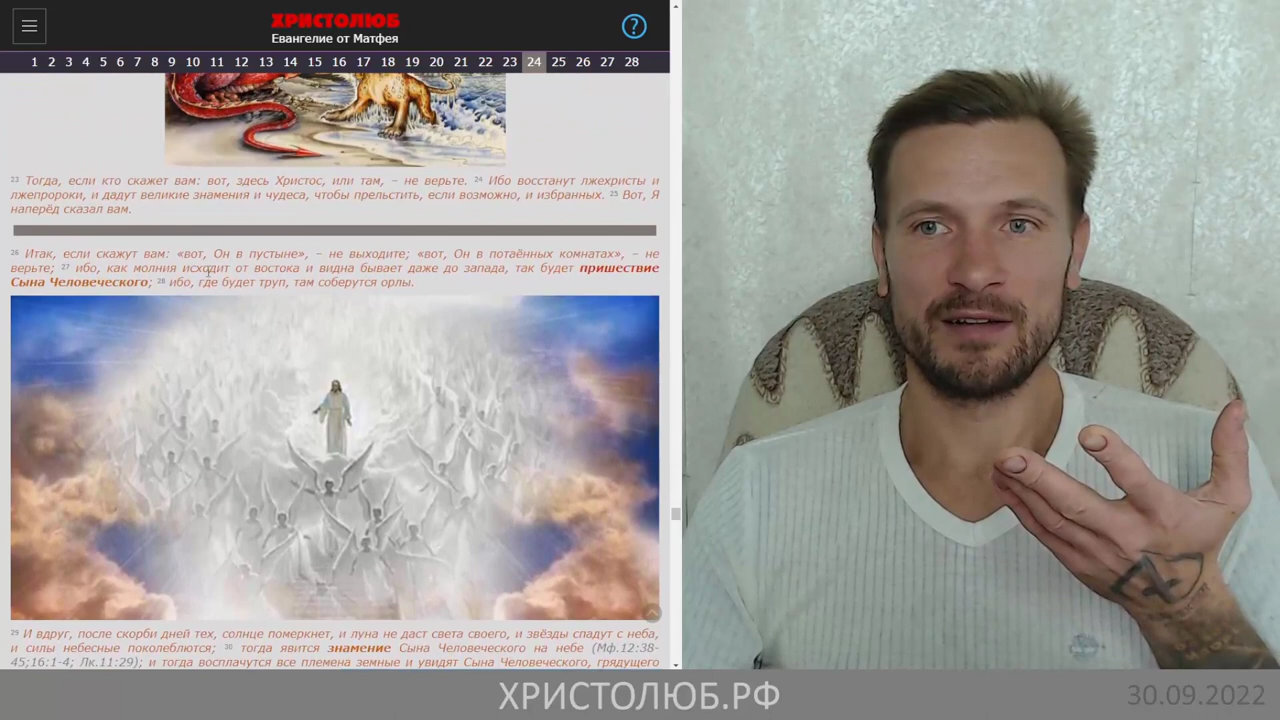 ХРИСТОЛЮБ
Евангелие от Матфея
1 2 3 4 5 6 7 8 9 10 11 12 13 14 15 16 17 18 19 20 21 22 23 24 25 26 27 28
23 Тогда, если кто скажет вам: вот, здесь Христос, или там, – не верьте. 24 Ибо восстанут лжехристы и
лжепророки, и дадут великие знамения и чудеса, чтобы прельстить, если возможно, и избранных. 25 Вот, Я
наперёд сказал вам.
26 Итак, если скажут вам: «вот, Он в пустыне», – не выходите; «вот, Он в потаённых комнатах», – не
верьте; 27 ибо, как молния исходит от востока и видна бывает даже до запада, так будет пришествие
Сына Человеческого; 28 ибо, где будет труп, там соберутся орлы.
29 И вдруг, после скорби дней тех, солнце померкнет, и луна не даст света своего, и звёзды спадут с неба,
и силы небесные поколеблются; 30 тогда явится знамение Сына Человеческого на небе (Мф.12:38-
45;16:1-4; Лк.11:29); и тогда восплачутся все племена земные и увидят Сына Человеческого, грядущего
ХРИСТОЛЮБ.РФ
30.09.2022